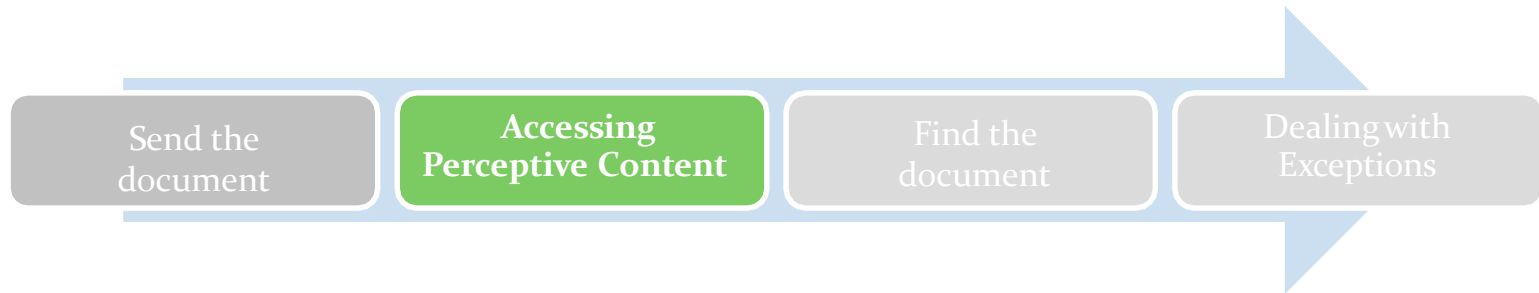 Send the
document
Accessing
Perceptive Content
Find the
document
Dealing with
Exceptions